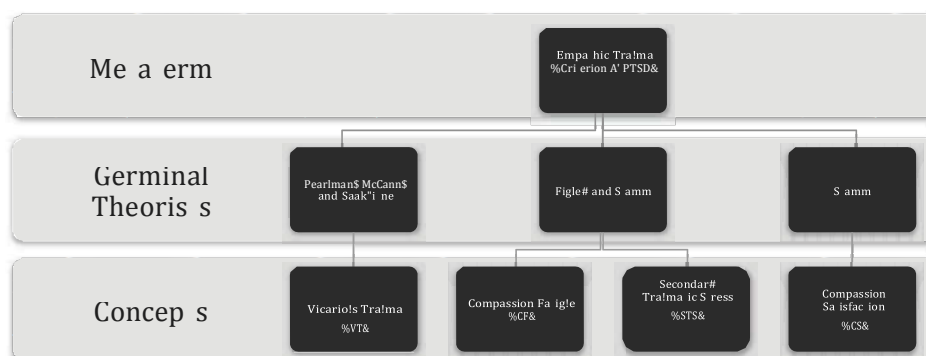 Me a erm
Empa hic Tra!ma
%Cri erion A' PTSD&
Germinal
Theoris s
Pearlman$ McCann$
and Saak"i ne
Figle# and S amm
S amm
Concep s
Vicario!s Tra!ma
%VT&
Compassion Fa ig!e
%CF&
Secondar#
Tra!ma ic S ress
%STS&
Compassion
Sa isfac ion
%CS&